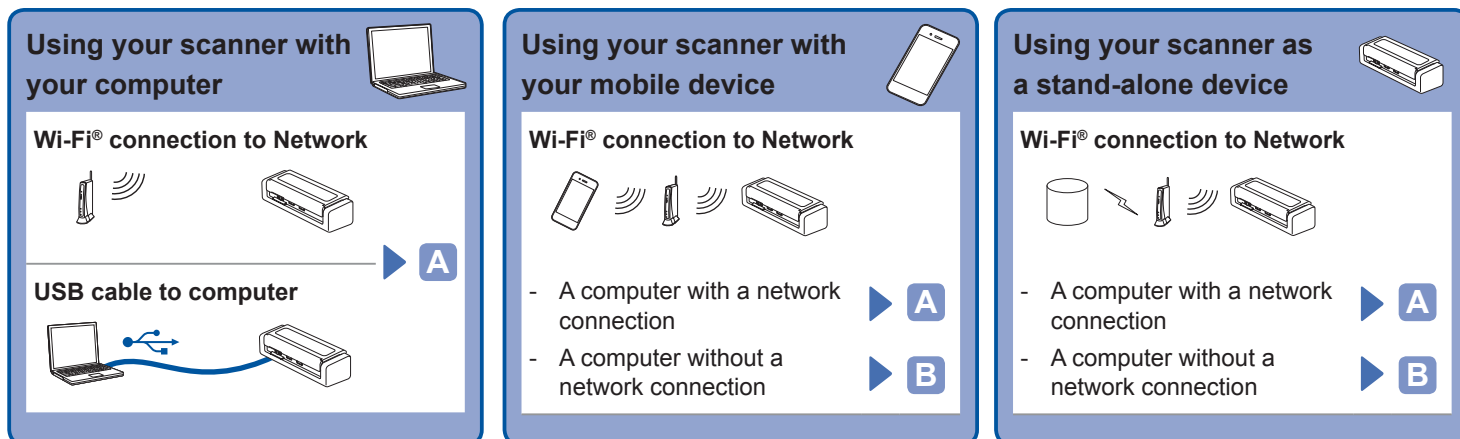 Using your scanner with
your computer
Wi-Fi® connection to Network
A
USB cable to computer
Using your scanner with
your mobile device
Wi-Fi® connection to Network
- A computer with a network
connection
A
- A computer without a
network connection
B
Using your scanner as
a stand-alone device
Wi-Fi® connection to Network
- A computer with a network
connection
A
- A computer without a
network connection
B